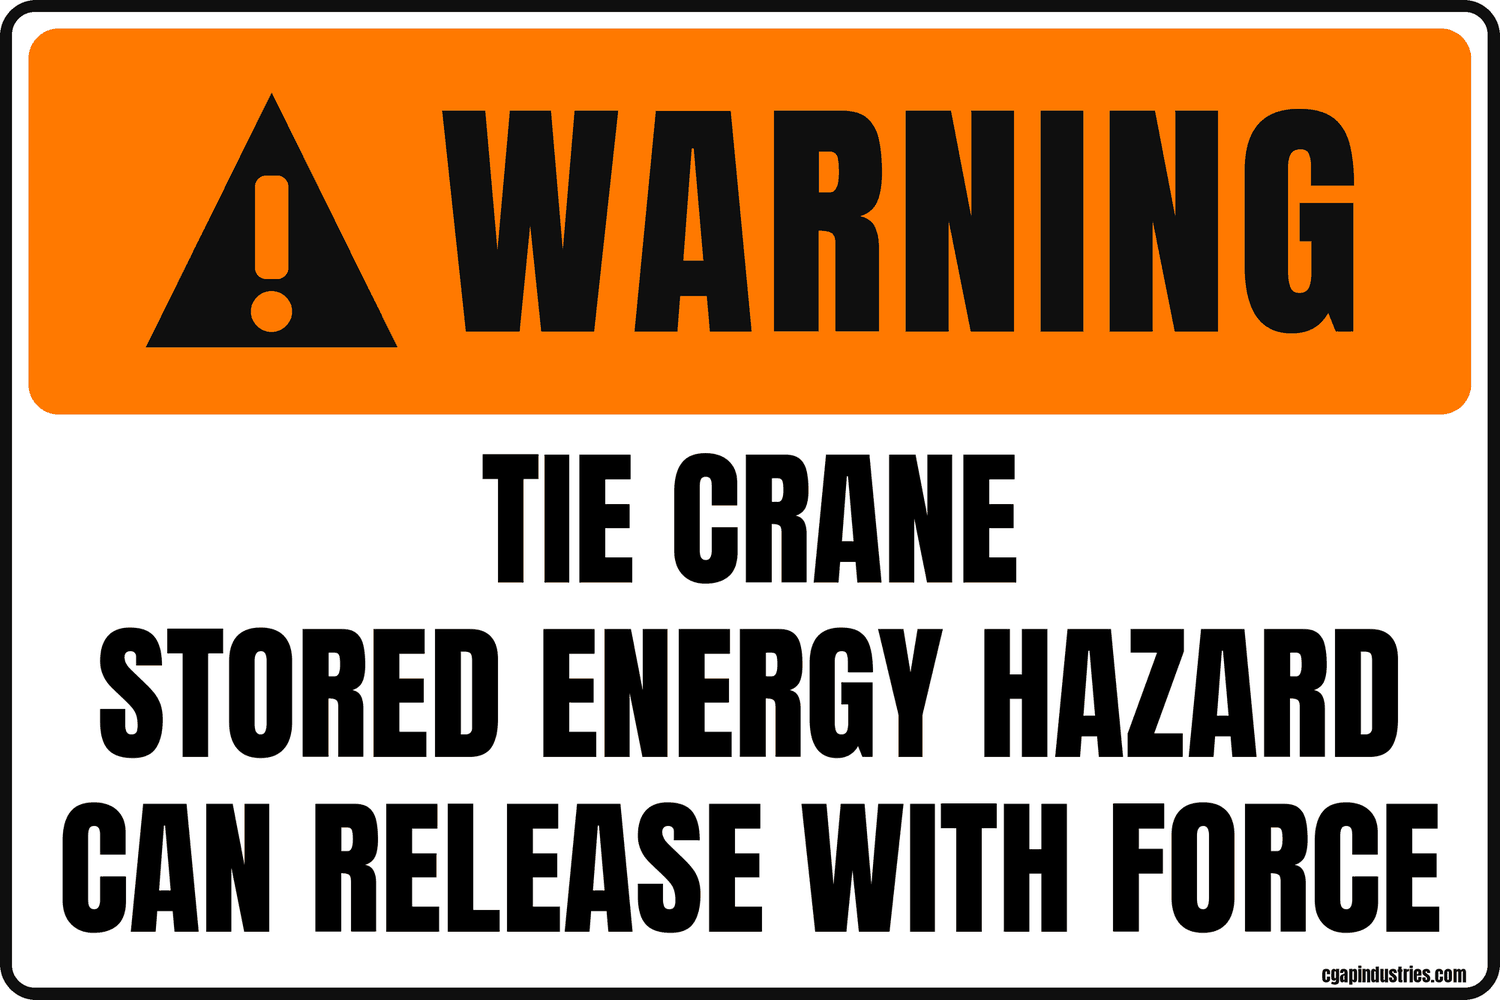 WARNING
TIE CRANE
STORED ENERGY HAZARD
CAN RELEASE WITH FORCE
cgapindustries.com